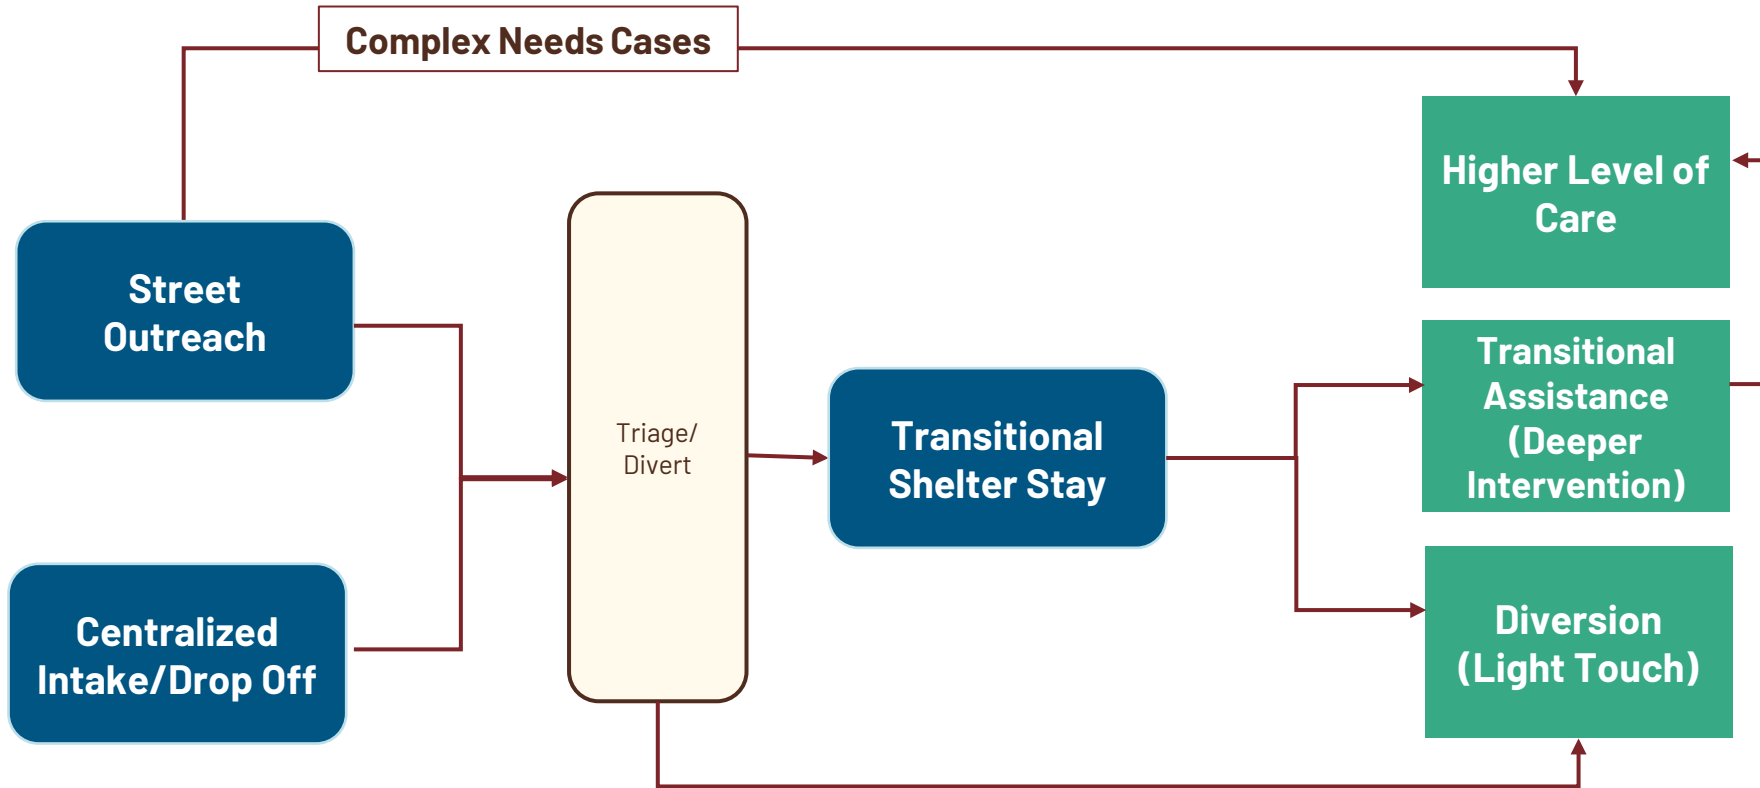 Complex Needs Cases
Higher Level of
Care
Street
Outreach
Triage/
Divert
Transitional
Shelter Stay
Transitional
Assistance
(Deeper
Intervention)
Centralized
Intake/Drop Off
Diversion
(Light Touch)